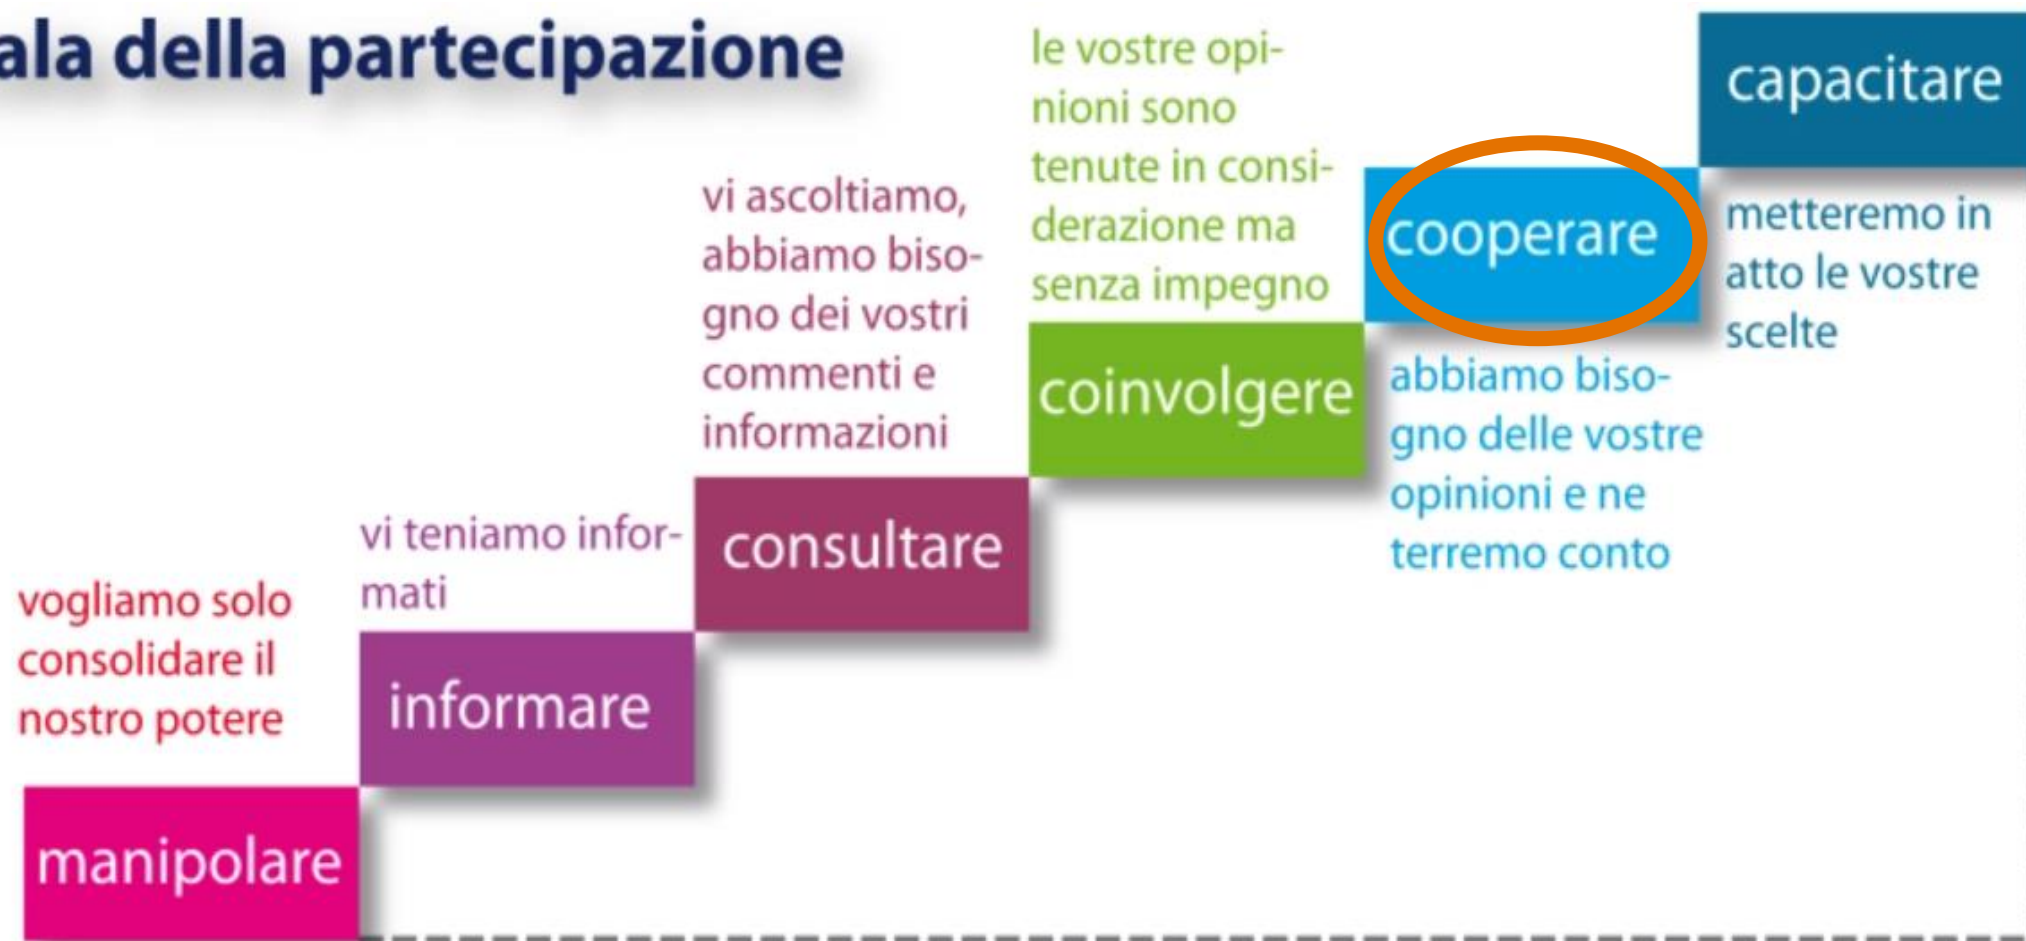 ala della partecipazione
le vostre opi-
nioni sono
tenute in consi-
derazione ma
senza impegno
capacitare
vi ascoltiamo,
abbiamo biso-
gno dei vostri
commenti e
informazioni
cooperare
metteremo in
atto le vostre
scelte
coinvolgere
abbiamo biso-
gno delle vostre
opinioni e ne
terremo conto
vi teniamo infor-
mati
consultare
vogliamo solo
consolidare il
nostro potere
informare
manipolare